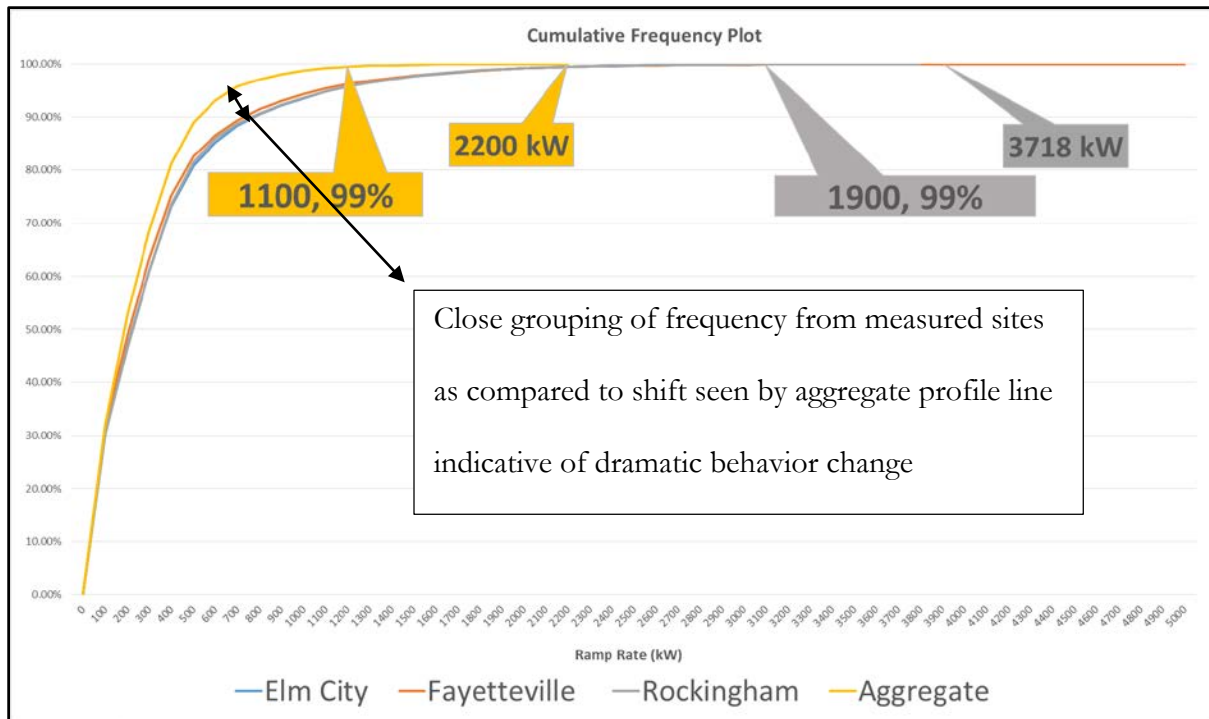 Cumulative Frequency Plot
100.00%
90.00%
80.00%
70.00%
60.00%
50.00%
40.00%
30.00%
20.00%
10.00%
0.00%
2200 kW
3718 kW
1100, 99%
1900, 99%
Close grouping of frequency from measured sites
as compared to shift seen by aggregate profile line
indicative of dramatic behavior change
0 100 200 300 400 500 600 700 800 900 1000 1100 1200 1300 1400 1500 1600 1700 1800 1900 2000 2100 2200 2300 2400 2500 2600 2700 2800 2900 3000 3100 3200 3300 3400 3500 3600 3700 3800 3900 4000 4100 4200 4300 4400 4500 4600 4700 4800 4900 5000
Ramp Rate (kW)
Elm City Fayetteville Rockingham Aggregate